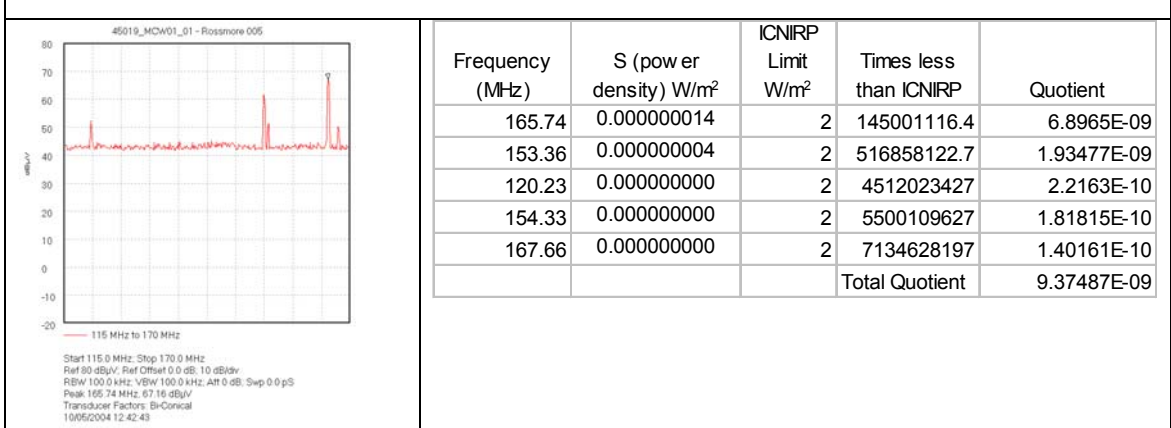 45019_MCW01_01 - Rossmore 005
80
70
60
50
40
30
20
10
0
-10
-20
dBµV
115 MHz to 170 MHz
Start 115.0 MHz; Stop 170.0 MHz
Ref 80 dBµV; Ref Offset 0.0 dB; 10 dB/div
RBW 100.0 kHz; VBW 100.0 kHz; Att 0 dB; Swp 0.0 pS
Peak 165.74 MHz, 67.16 dBµV
Transducer Factors: Bi-Conical
10/05/2004 12:42:43
Frequency (MHz) S (power density) W/m² ICNIRP Limit W/m² Times less than ICNIRP Quotient
165.74 0.000000014 2 145001116.4 6.8965E-09
153.36 0.000000004 2 516858122.7 1.93477E-09
120.23 0.000000000 2 4512023427 2.2163E-10
154.33 0.000000000 2 5500109627 1.81815E-10
167.66 0.000000000 2 7134628197 1.40161E-10
Total Quotient 9.37487E-09